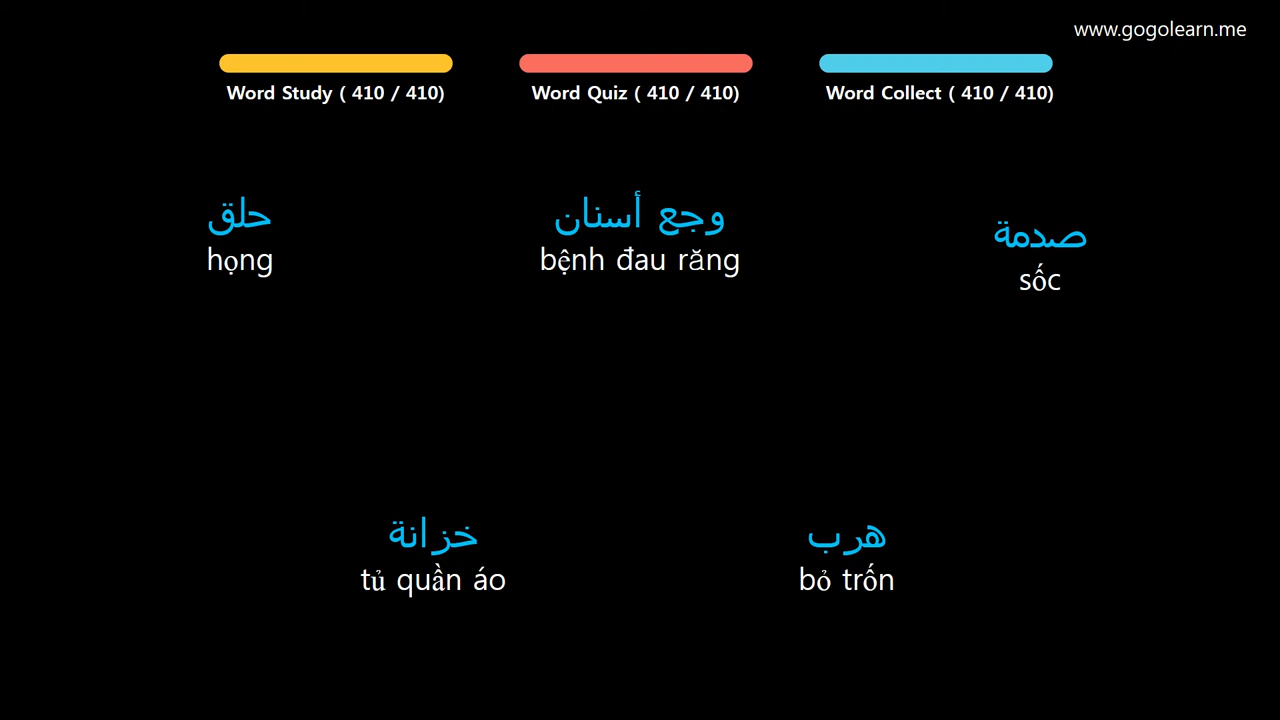 www.gogolearn.me
Word Study ( 410 / 410)
Word Quiz ( 410 / 410)
Word Collect ( 410 / 410)
حلق
họng
وجع أسنان
bệnh đau răng
صدمة
sốc
خزانة
tủ quần áo
هرب
bỏ trốn